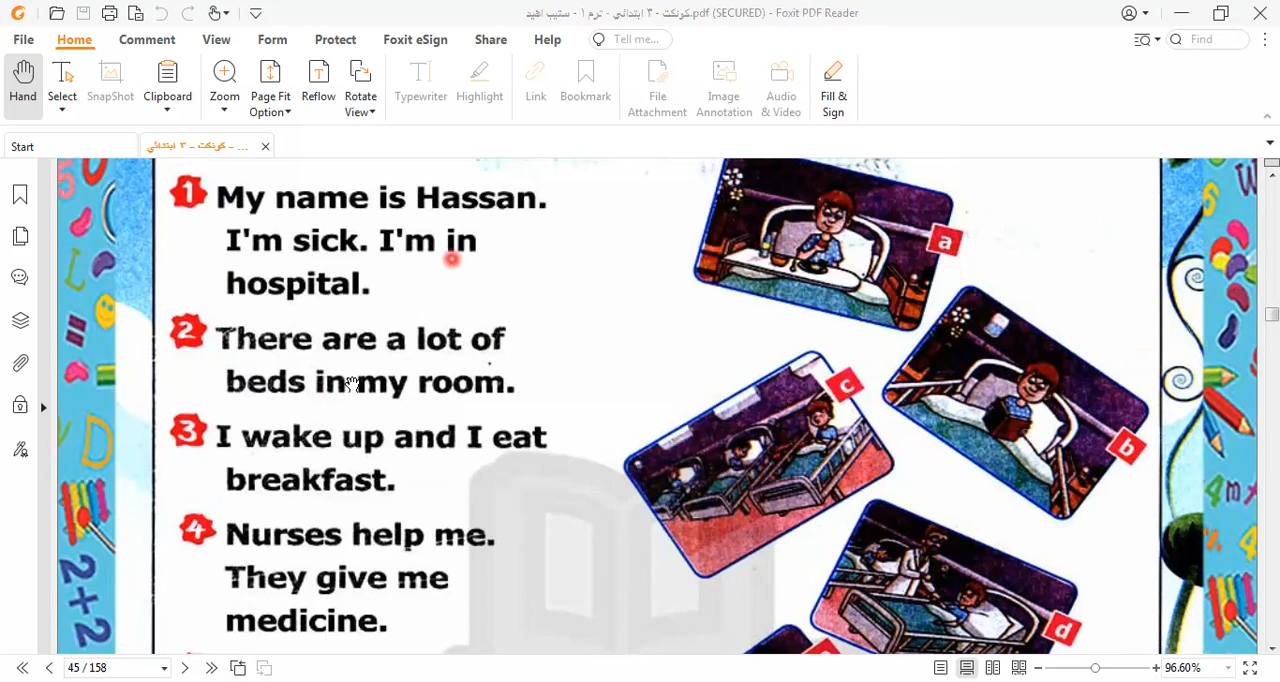 كونكت - ٣ ابتدائي - ترم ١ - ستيب اهيد.pdf (SECURED) - Foxit PDF Reader
File Home Comment View Form Protect Foxit eSign Share Help Tell me... Find
Hand Select SnapShot Clipboard Zoom Page Fit Option Reflow Rotate View Typewriter Highlight Link Bookmark File Attachment Image Annotation Audio & Video Fill & Sign
Start كونكت - ٣ ابتدائي - ...
1 My name is Hassan.
I'm sick. I'm in
hospital.
2 There are a lot of
beds in my room.
3 I wake up and I eat
breakfast.
4 Nurses help me.
They give me
medicine.
a
b
c
d
45 / 158 96.60%